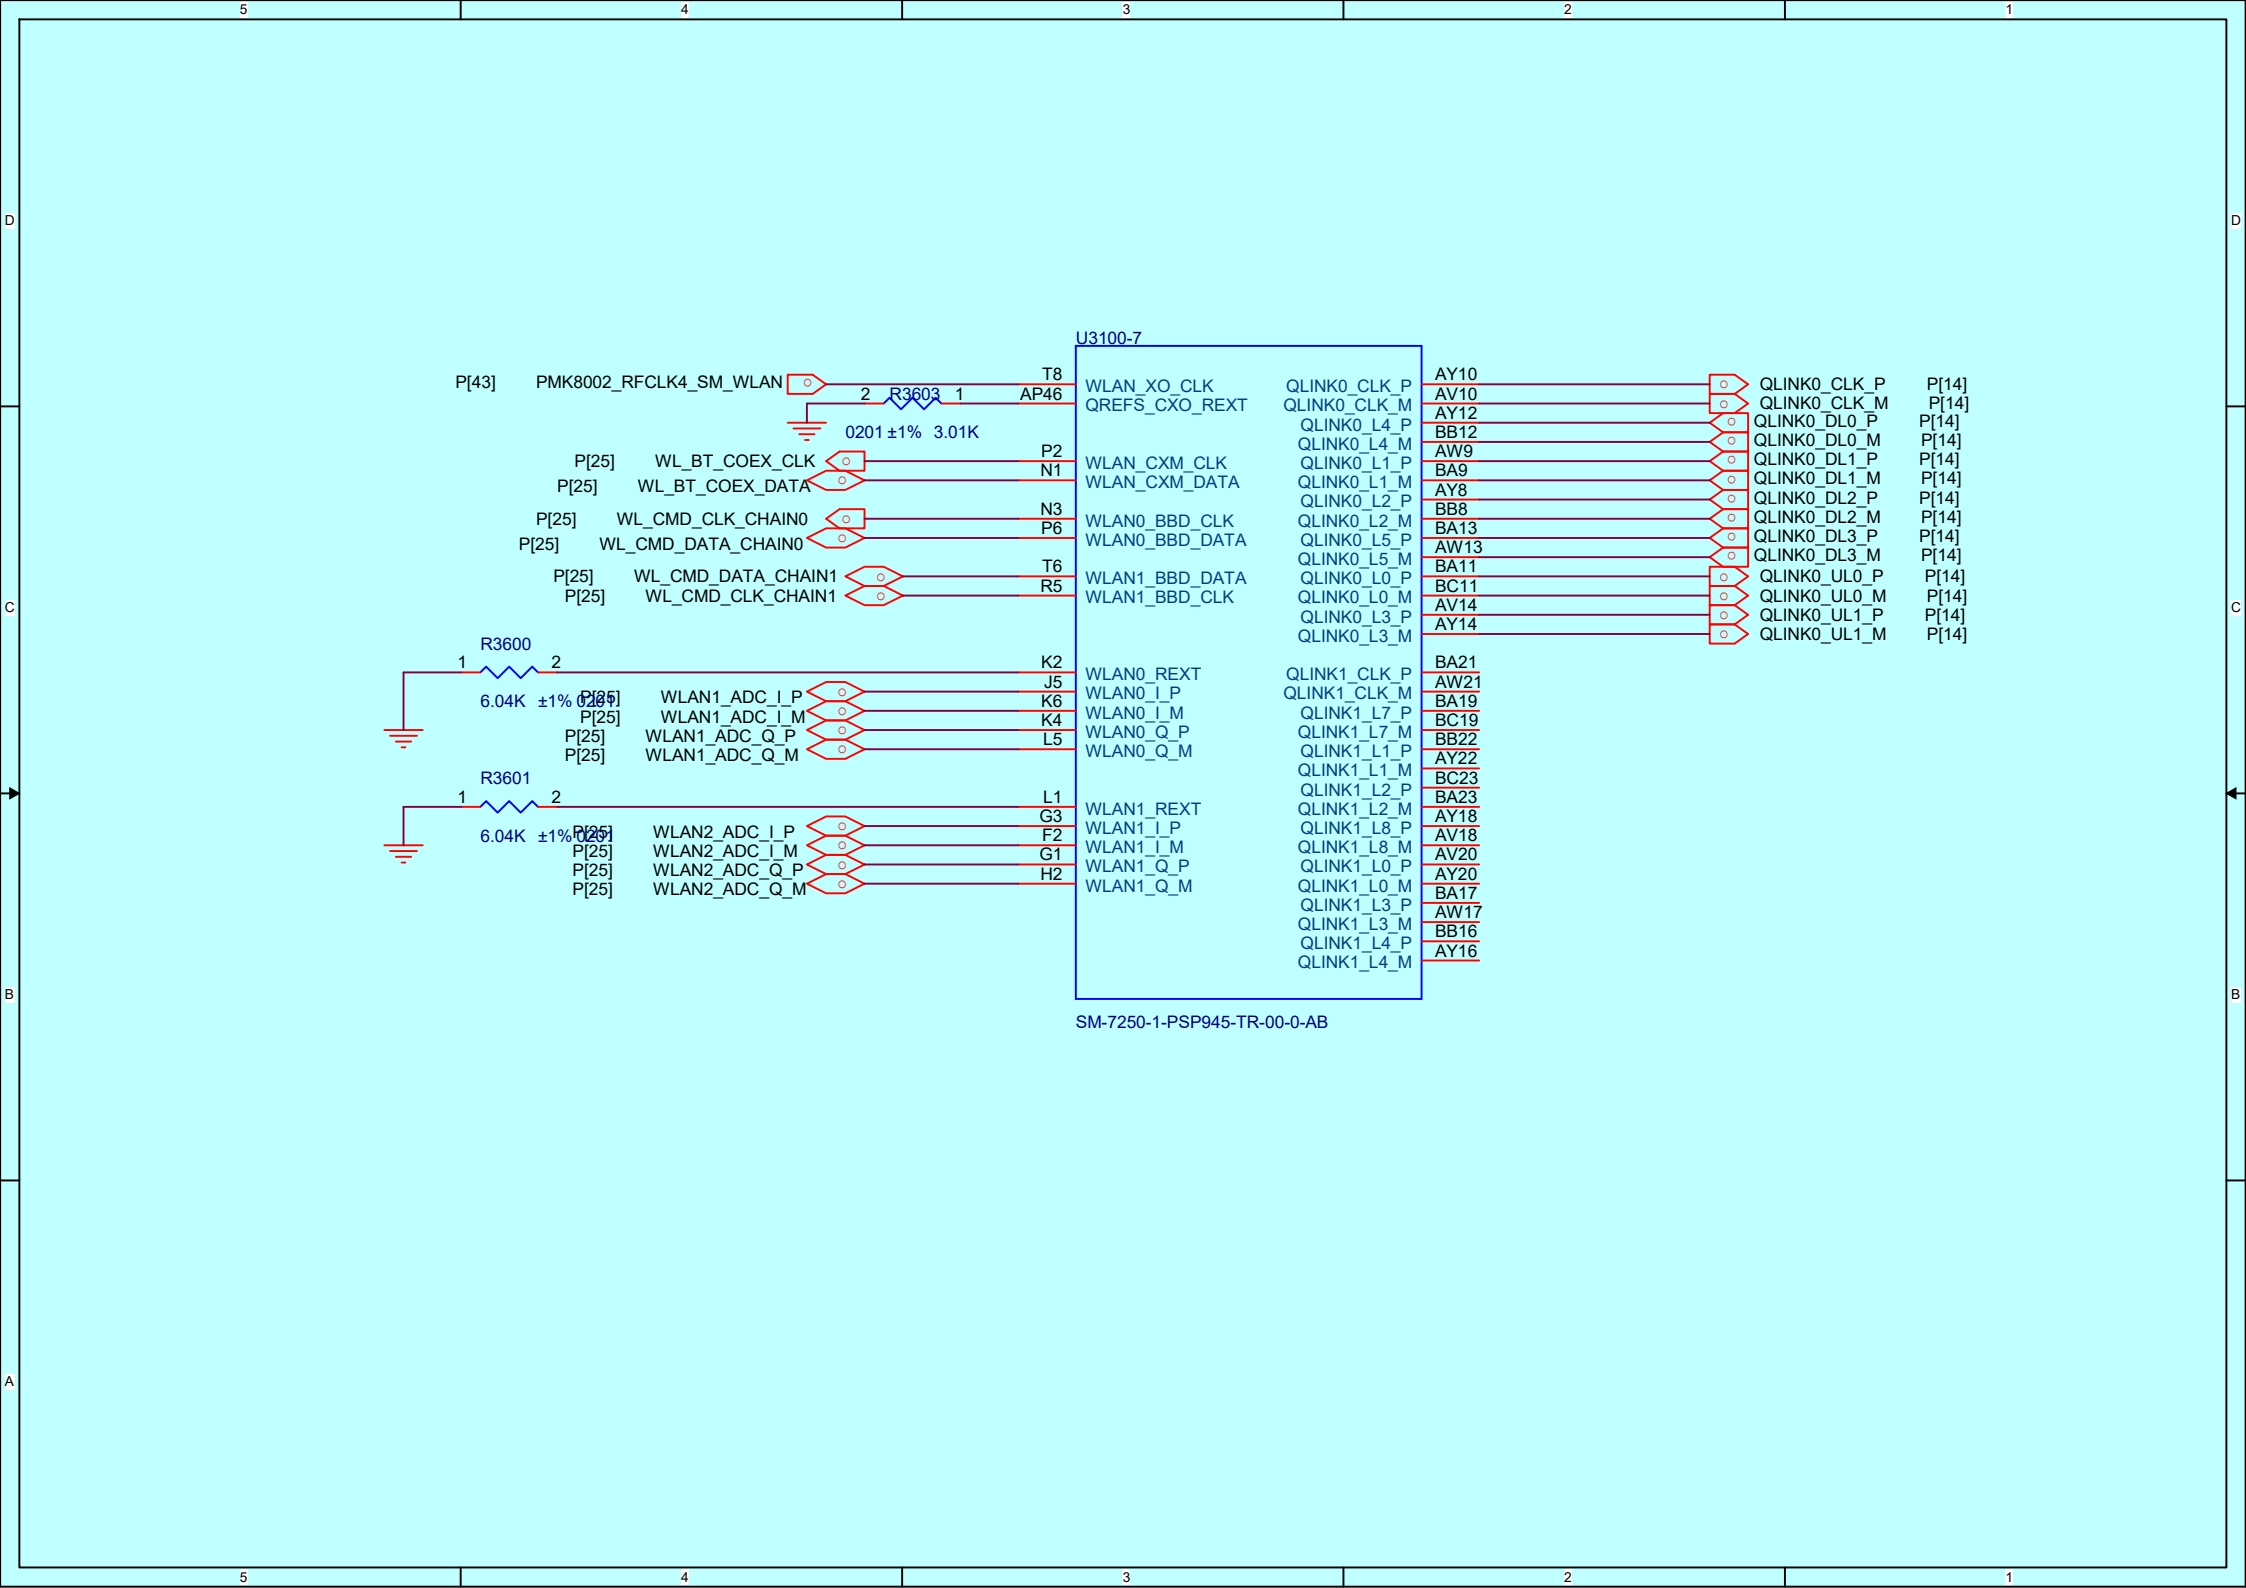 5 4 3 2 1
D D
U3100-7
P[43] PMK8002_RFCLK4_SM_WLAN T8 WLAN_XO_CLK QLINK0_CLK_P AY10 QLINK0_CLK_P P[14]
2 R3603 1 AP46 QREFS_CXO_REXT QLINK0_CLK_M AV10 QLINK0_CLK_M P[14]
QLINK0_L4_P AY12 QLINK0_DL0_P P[14]
0201 ±1% 3.01K QLINK0_L4_M BB12 QLINK0_DL0_M P[14]
P[25] WL_BT_COEX_CLK P2 WLAN_CXM_CLK QLINK0_L1_P AW9 QLINK0_DL1_P P[14]
P[25] WL_BT_COEX_DATA N1 WLAN_CXM_DATA QLINK0_L1_M BA9 QLINK0_DL1_M P[14]
QLINK0_L2_P AY8 QLINK0_DL2_P P[14]
P[25] WL_CMD_CLK_CHAIN0 N3 WLAN0_BBD_CLK QLINK0_L2_M BB8 QLINK0_DL2_M P[14]
P[25] WL_CMD_DATA_CHAIN0 P6 WLAN0_BBD_DATA QLINK0_L5_P BA13 QLINK0_DL3_P P[14]
QLINK0_L5_M AW13 QLINK0_DL3_M P[14]
P[25] WL_CMD_DATA_CHAIN1 T6 WLAN1_BBD_DATA QLINK0_L0_P BA11 QLINK0_UL0_P P[14]
P[25] WL_CMD_CLK_CHAIN1 R5 WLAN1_BBD_CLK QLINK0_L0_M BC11 QLINK0_UL0_M P[14]
C C
QLINK0_L3_P AV14 QLINK0_UL1_P P[14]
QLINK0_L3_M AY14 QLINK0_UL1_M P[14]
R3600
1 2 K2 WLAN0_REXT QLINK1_CLK_P BA21
6.04K ±1% 0201 P[25] WLAN1_ADC_I_P J5 WLAN0_I_P QLINK1_CLK_M AW21
P[25] WLAN1_ADC_I_M K6 WLAN0_I_M QLINK1_L7_P BA19
P[25] WLAN1_ADC_Q_P K4 WLAN0_Q_P QLINK1_L7_M BC19
P[25] WLAN1_ADC_Q_M L5 WLAN0_Q_M QLINK1_L1_P BB22
QLINK1_L1_M AY22
R3601 QLINK1_L2_P BC23
1 2 L1 WLAN1_REXT QLINK1_L2_M BA23
6.04K ±1% 0201 P[25] WLAN2_ADC_I_P G3 WLAN1_I_P QLINK1_L8_P AY18
P[25] WLAN2_ADC_I_M F2 WLAN1_I_M QLINK1_L8_M AV18
P[25] WLAN2_ADC_Q_P G1 WLAN1_Q_P QLINK1_L0_P AV20
P[25] WLAN2_ADC_Q_M H2 WLAN1_Q_M QLINK1_L0_M AY20
QLINK1_L3_P BA17
QLINK1_L3_M AW17
QLINK1_L4_P BB16
QLINK1_L4_M AY16
B B
SM-7250-1-PSP945-TR-00-0-AB
A A
5 4 3 2 1